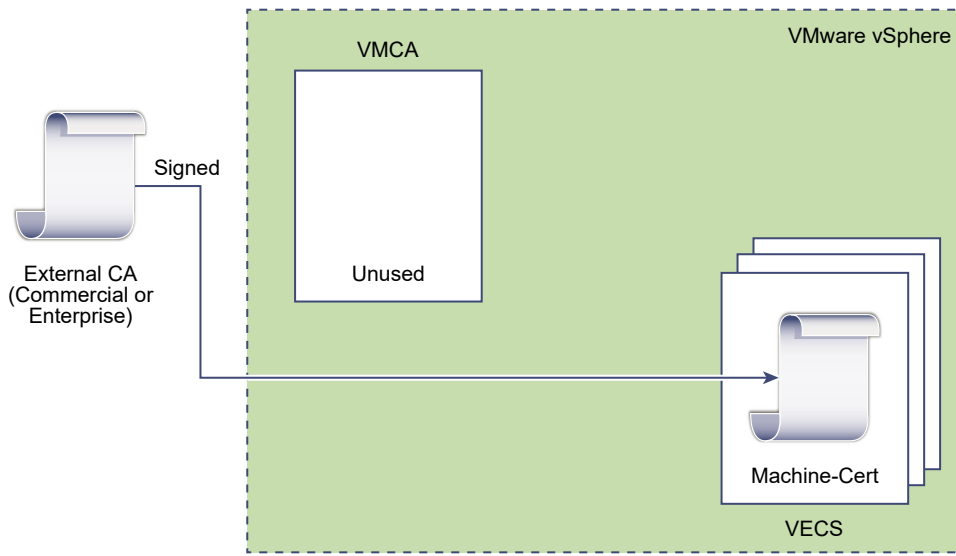 VMware vSphere
VMCA
Signed
Unused
External CA
(Commercial or
Enterprise)
Machine-Cert
VECS